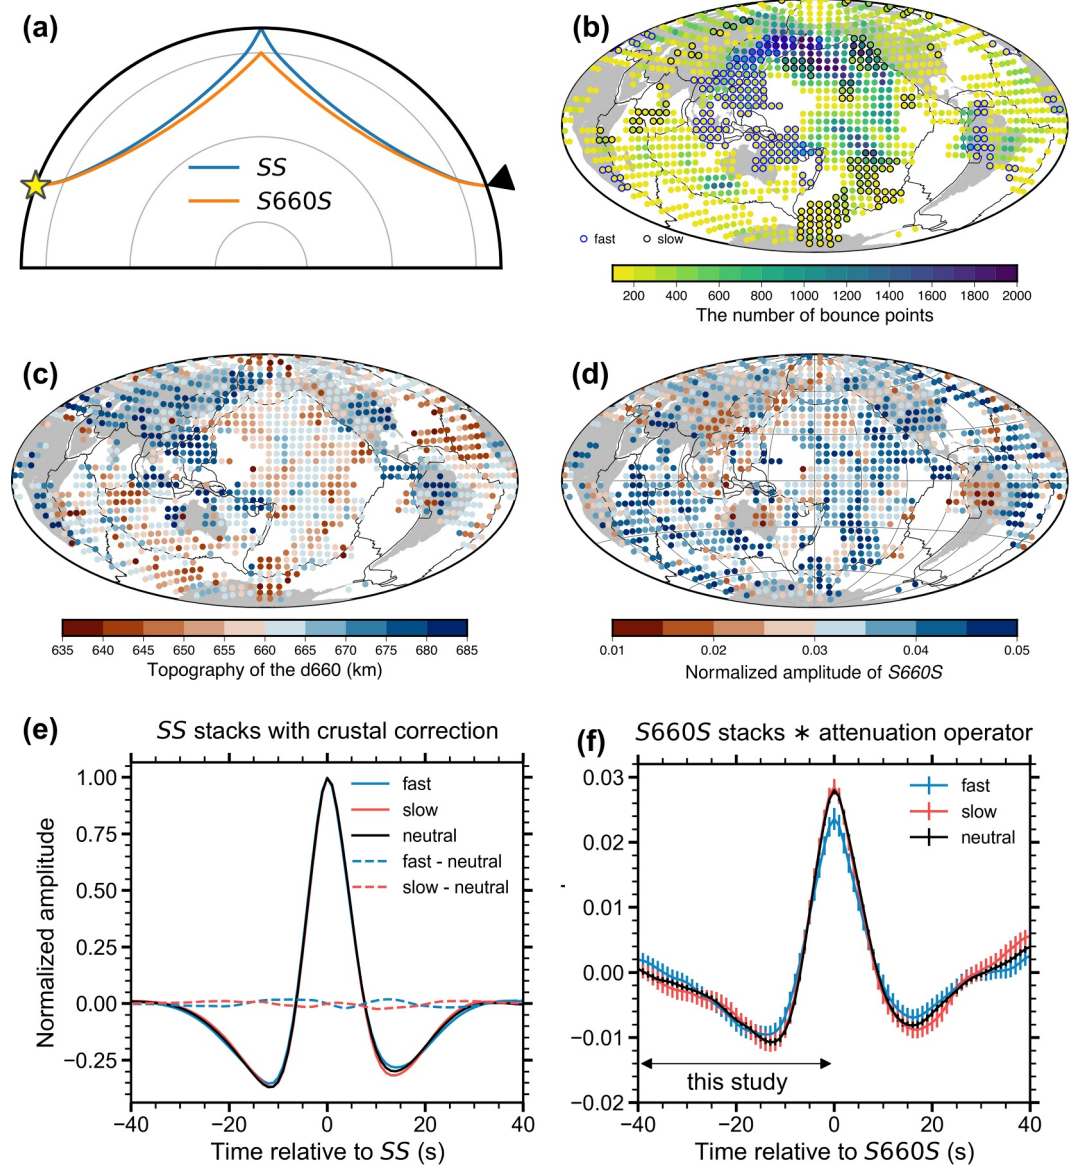 (a)
SS
S660S
(b)
fast
slow
200 400 600 800 1000 1200 1400 1600 1800 2000
The number of bounce points
(c)
635 640 645 650 655 660 665 670 675 680 685
Topography of the d660 (km)
(d)
0.01 0.02 0.03 0.04 0.05
Normalized amplitude of S660S
(e)
SS stacks with crustal correction
1.00
0.75
0.50
0.25
0.00
−0.25
Normalized amplitude
fast
slow
neutral
fast - neutral
slow - neutral
−40 −20 0 20 40
Time relative to SS (s)
(f)
S660S stacks ∗ attenuation operator
0.03
0.02
0.01
0.00
−0.01
−0.02
fast
slow
neutral
this study
−40 −20 0 20 40
Time relative to S660S (s)